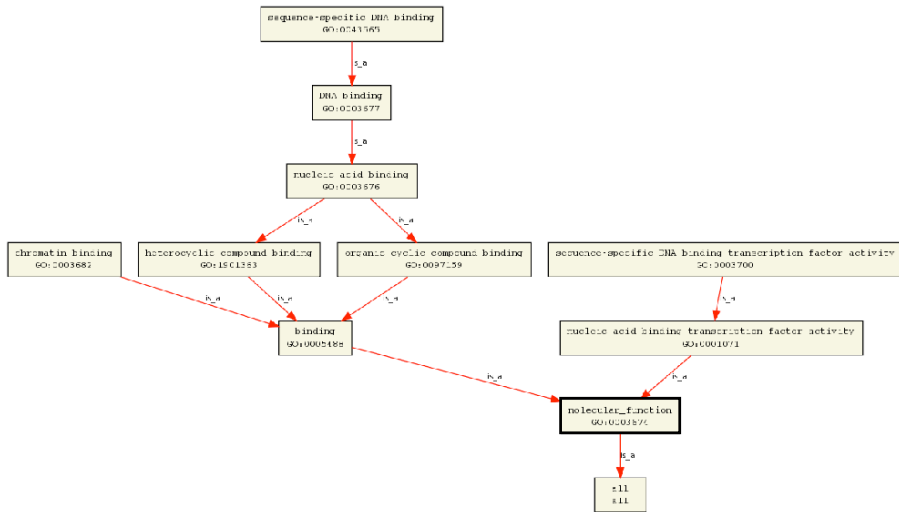 sequence-specific DNA binding
GO:0043565
is_a
DNA binding
GO:0003677
is_a
nucleic acid binding
GO:0003676
is_a
is_a
chromatin binding
GO:0003682
heterocyclic compound binding
GO:1901363
organic cyclic compound binding
GO:0097159
sequence-specific DNA binding transcription factor activity
GO:0003700
is_a
is_a
is_a
is_a
binding
GO:0005488
nucleic acid binding transcription factor activity
GO:0001071
is_a
is_a
molecular_function
GO:0003674
is_a
all
all